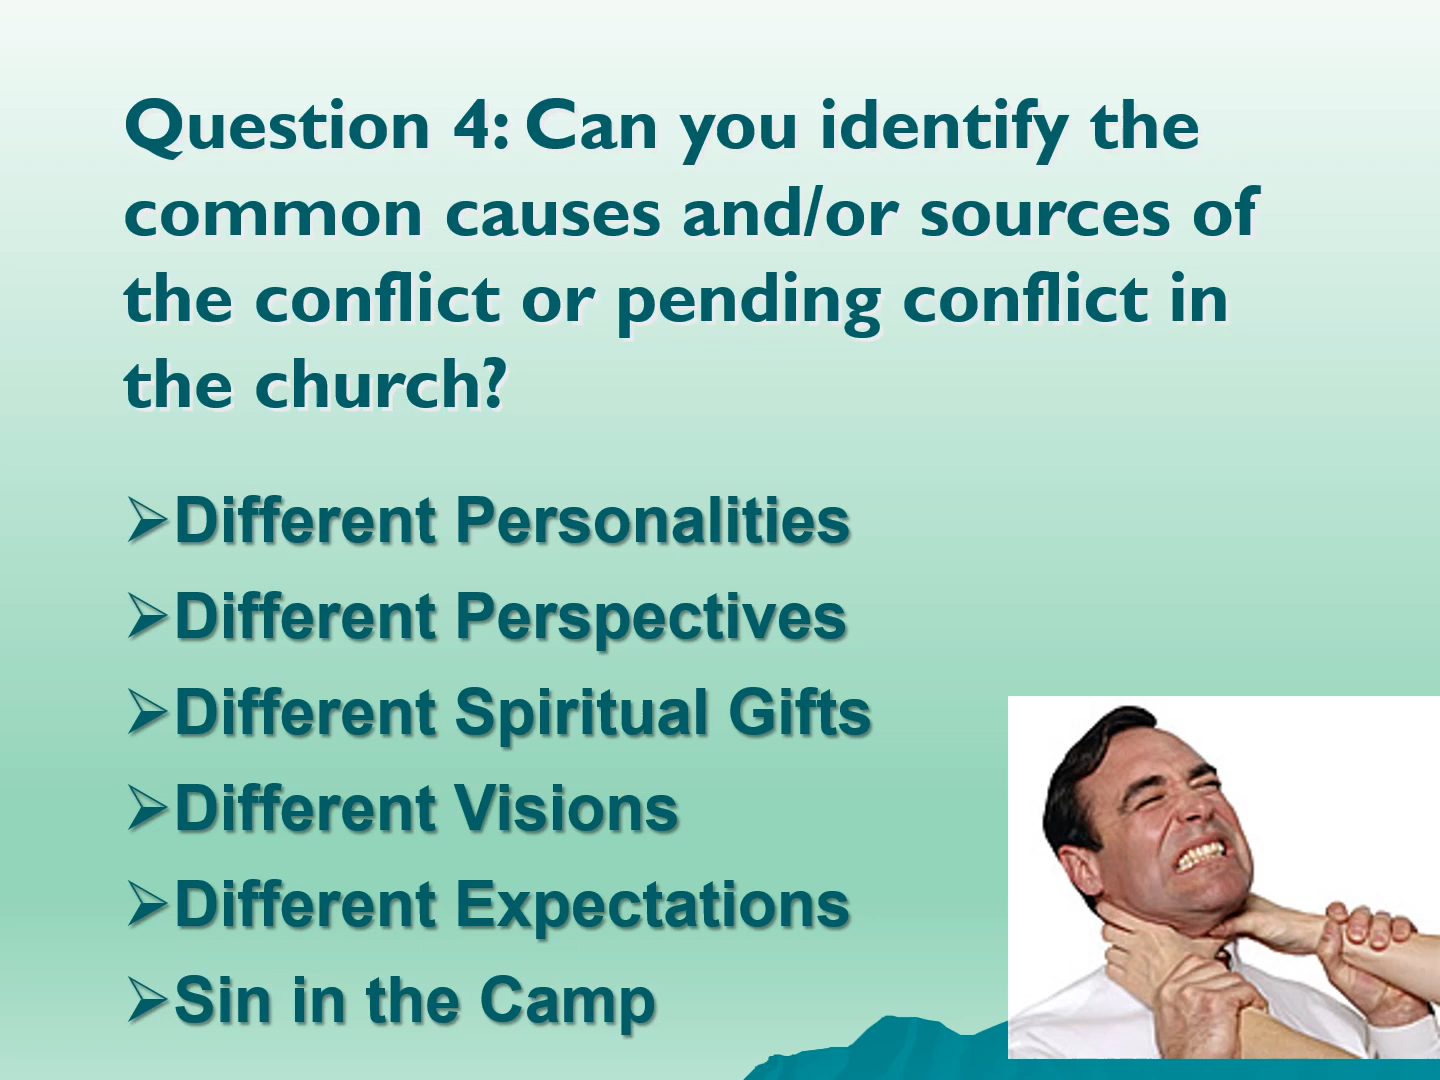 Question 4: Can you identify the
common causes and/or sources of
the conflict or pending conflict in
the church?
➢Different Personalities
➢Different Perspectives
➢Different Spiritual Gifts
➢Different Visions
➢Different Expectations
➢Sin in the Camp